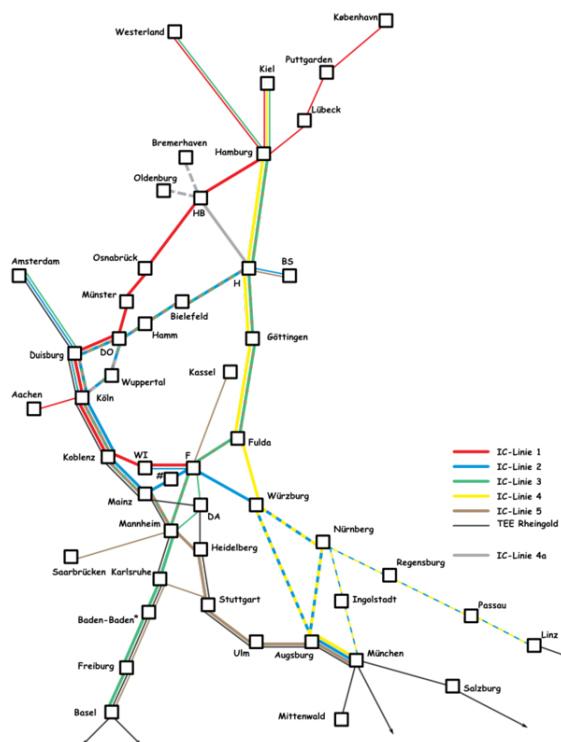 København
Westerland
Puttgarden
Kiel
Lübeck
Bremerhaven
Hamburg
Oldenburg
HB
Amsterdam
Osnabrück
H
BS
Münster
Bielefeld
Hamm
Göttingen
Duisburg
DO
Kassel
Wuppertal
Aachen
Köln
Fulda
Koblenz
WI
F
#
Mainz
Würzburg
DA
Mannheim
Nürnberg
Heidelberg
Saarbrücken
Karlsruhe
Regensburg
Stuttgart
Ingolstadt
Baden-Baden*
Passau
Linz
Ulm
Augsburg
München
Freiburg
Salzburg
Basel
Mittenwald
IC-Linie 1
IC-Linie 2
IC-Linie 3
IC-Linie 4
IC-Linie 5
TEE Rheingold
IC-Linie 4a